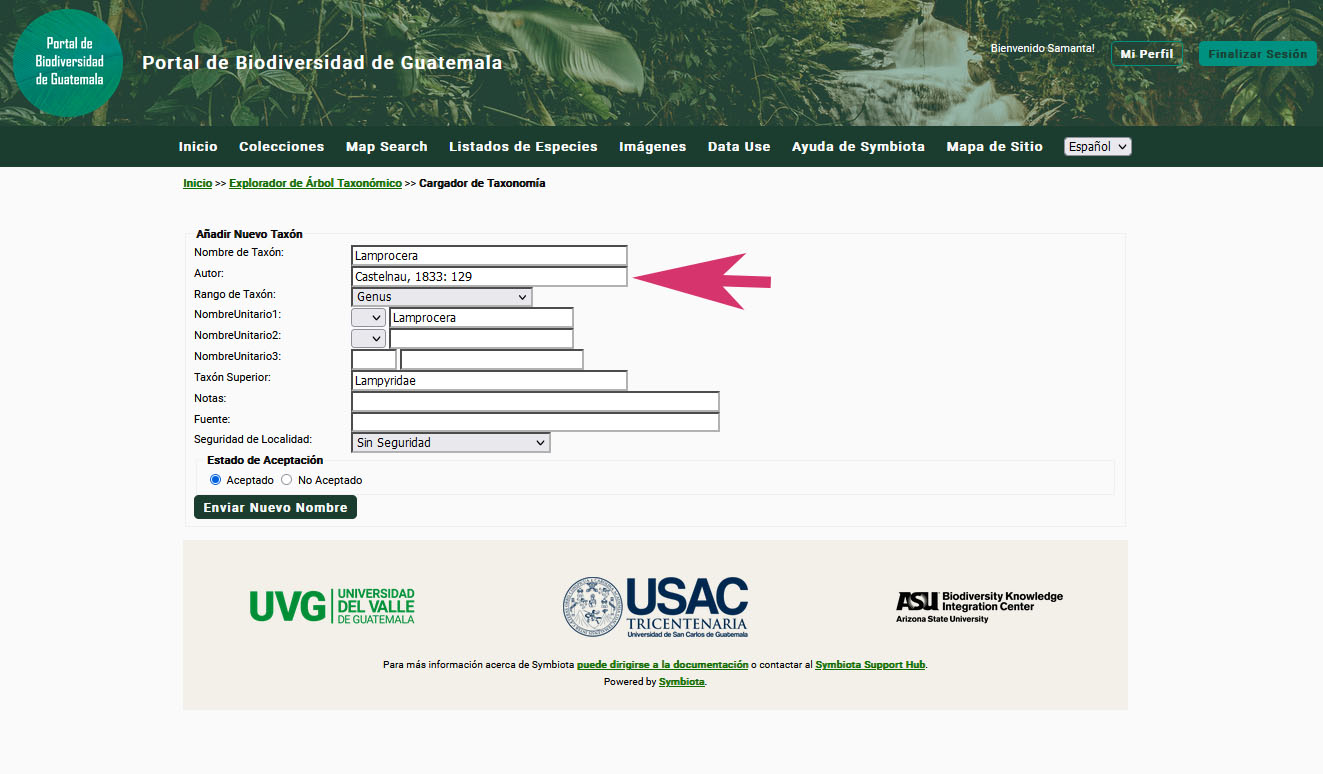 Portal de
Biodiversidad
de Guatemala
Portal de Biodiversidad de Guatemala
Bienvenido Samanta!
Mi Perfil
Finalizar Sesión
Inicio Colecciones Map Search Listados de Especies Imágenes Data Use Ayuda de Symbiota Mapa de Sitio Español
Inicio >> Explorador de Árbol Taxonómico >> Cargador de Taxonomía
Añadir Nuevo Taxón
Nombre de Taxón: Lamprocera
Autor: Castelnau, 1833: 129
Rango de Taxón: Genus
NombreUnitario1: Lamprocera
NombreUnitario2:
NombreUnitario3:
Taxón Superior: Lampyridae
Notas:
Fuente:
Seguridad de Localidad: Sin Seguridad
Estado de Aceptación
Aceptado No Aceptado
Enviar Nuevo Nombre
UVG UNIVERSIDAD
DEL VALLE
DE GUATEMALA
USAC
TRICENTENARIA
Universidad de San Carlos de Guatemala
ASU Biodiversity Knowledge
Integration Center
Arizona State University
Para más información acerca de Symbiota puede dirigirse a la documentación o contactar al Symbiota Support Hub.
Powered by Symbiota.